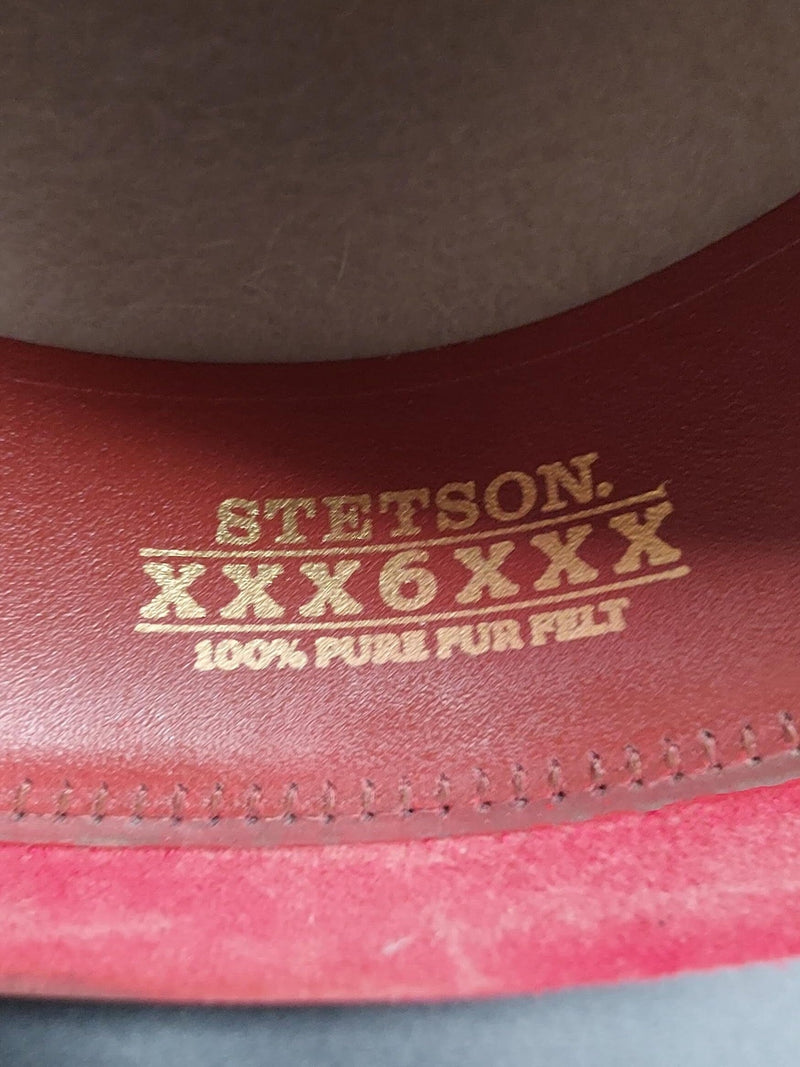 STETSON.
XXX6XXX
100% PURE FUR FELT